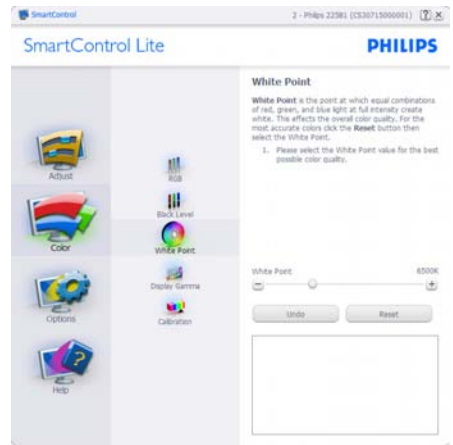 SmartControl
2 - Philips 225B1 (CS30715000001)
SmartControl Lite
PHILIPS
Adjust
Color
Options
Help
RGB
Black Level
White Point
Display Gamma
Calibration
White Point
White Point is the point at which equal combinations
of red, green, and blue light at full intensity create
white. This effects the overall color quality. For the
most accurate colors click the Reset button then
select the White Point.
1. Please select the White Point value for the best
possible color quality.
White Point 6500K
Undo Reset